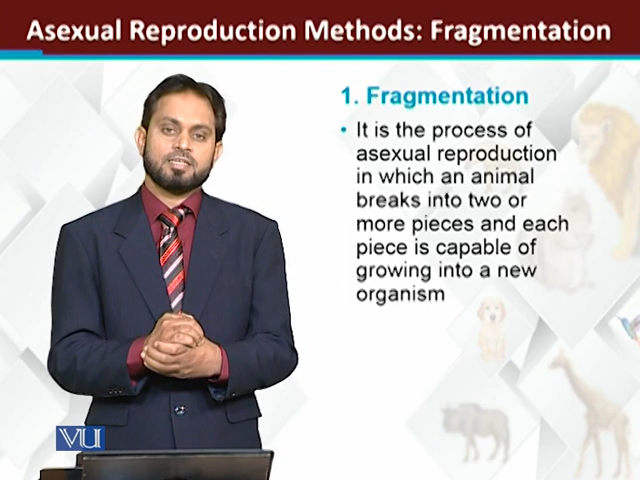 Asexual Reproduction Methods: Fragmentation
1. Fragmentation
• It is the process of
asexual reproduction
in which an animal
breaks into two or
more pieces and each
piece is capable of
growing into a new
organism
VU